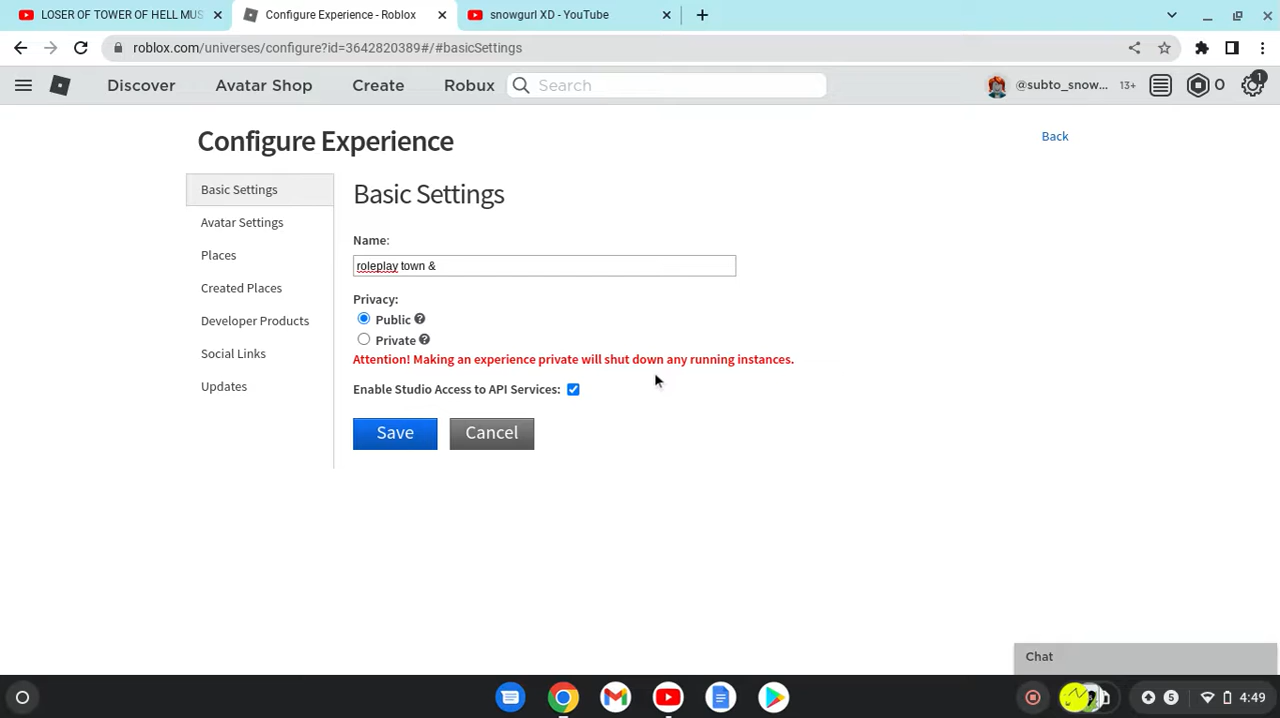 LOSER OF TOWER OF HELL MUS
Configure Experience - Roblox
snowgurl XD - YouTube
roblox.com/universes/configure?id=3642820389#/#basicSettings
Discover
Avatar Shop
Create
Robux
Search
@subto_snow...
13+
0
1
Configure Experience
Back
Basic Settings
Avatar Settings
Places
Created Places
Developer Products
Social Links
Updates
Basic Settings
Name:
roleplay town &
Privacy:
Public
Private
Attention! Making an experience private will shut down any running instances.
Enable Studio Access to API Services:
Save
Cancel
Chat
5
4:49